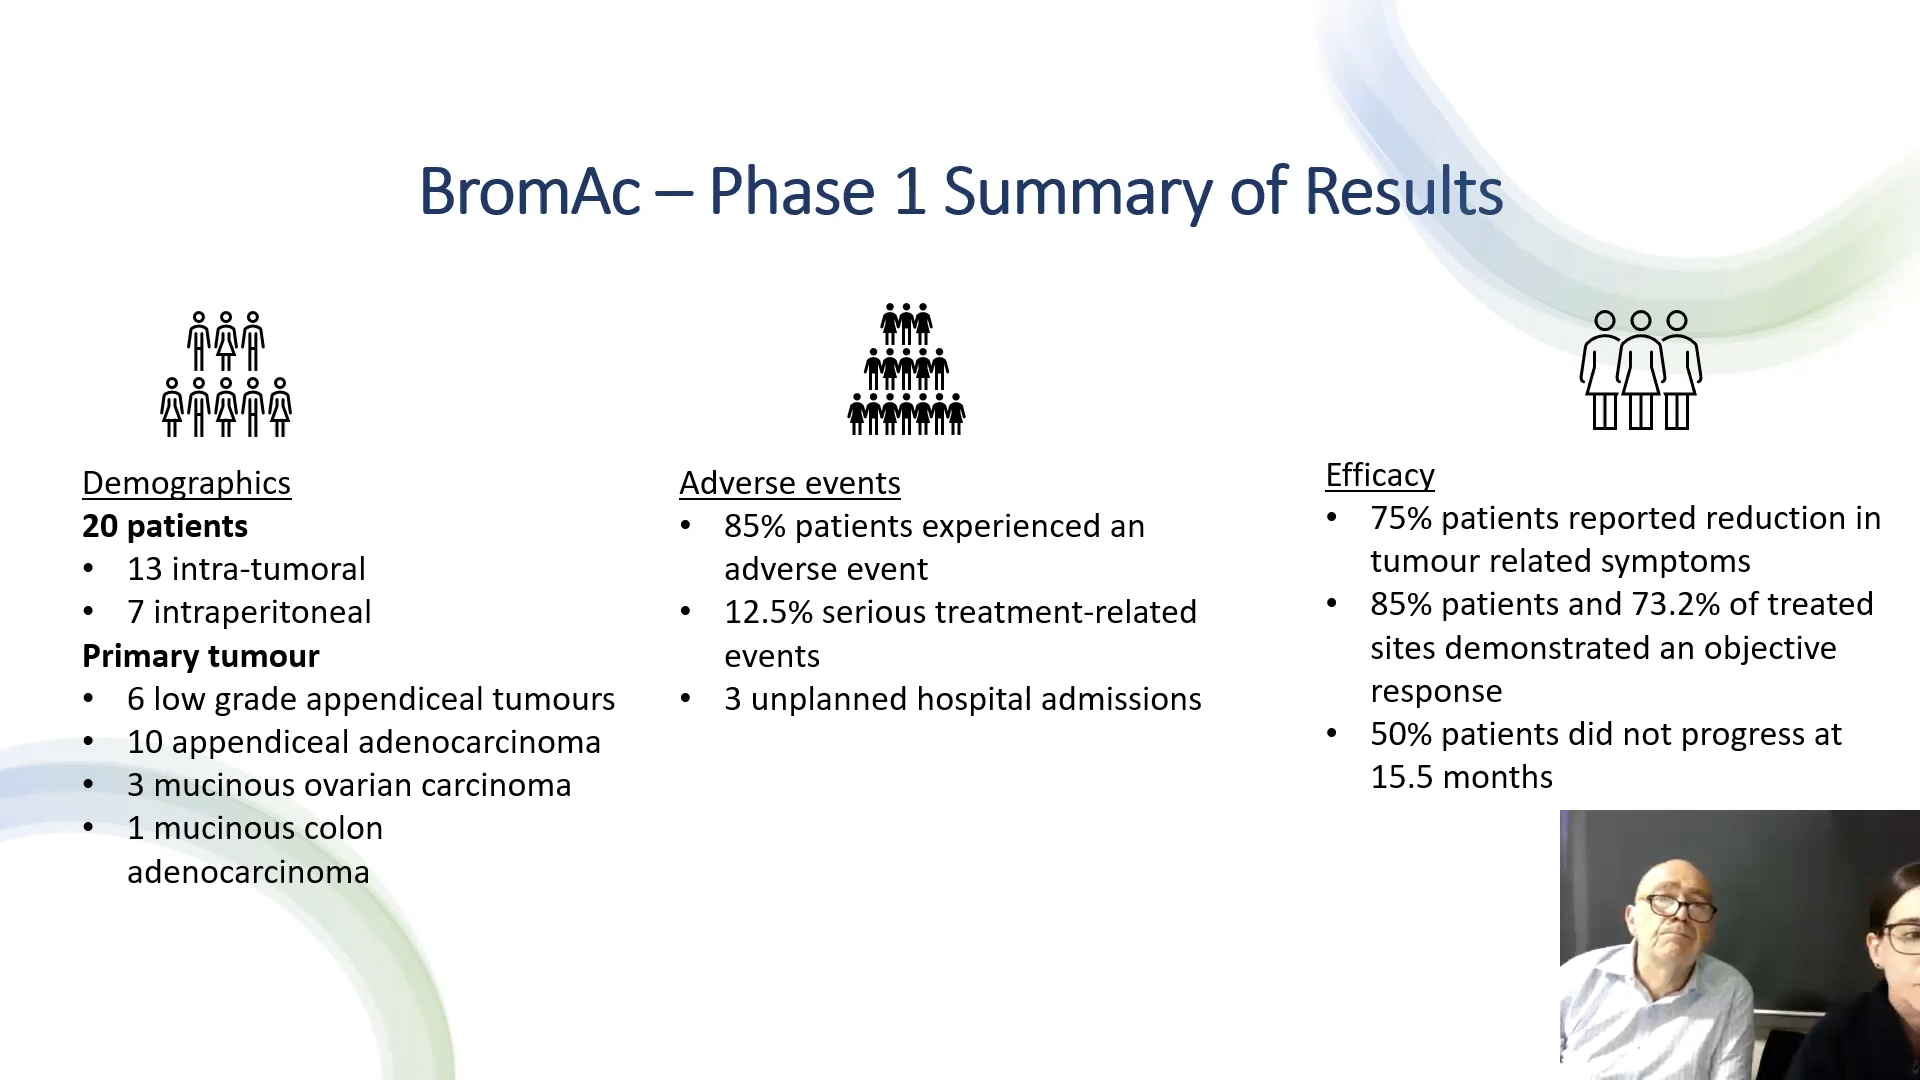 BromAc – Phase 1 Summary of Results
Demographics
20 patients
• 13 intra-tumoral
• 7 intraperitoneal
Primary tumour
• 6 low grade appendiceal tumours
• 10 appendiceal adenocarcinoma
• 3 mucinous ovarian carcinoma
• 1 mucinous colon
adenocarcinoma
Adverse events
• 85% patients experienced an
adverse event
• 12.5% serious treatment-related
events
• 3 unplanned hospital admissions
Efficacy
• 75% patients reported reduction in
tumour related symptoms
• 85% patients and 73.2% of treated
sites demonstrated an objective
response
• 50% patients did not progress at
15.5 months